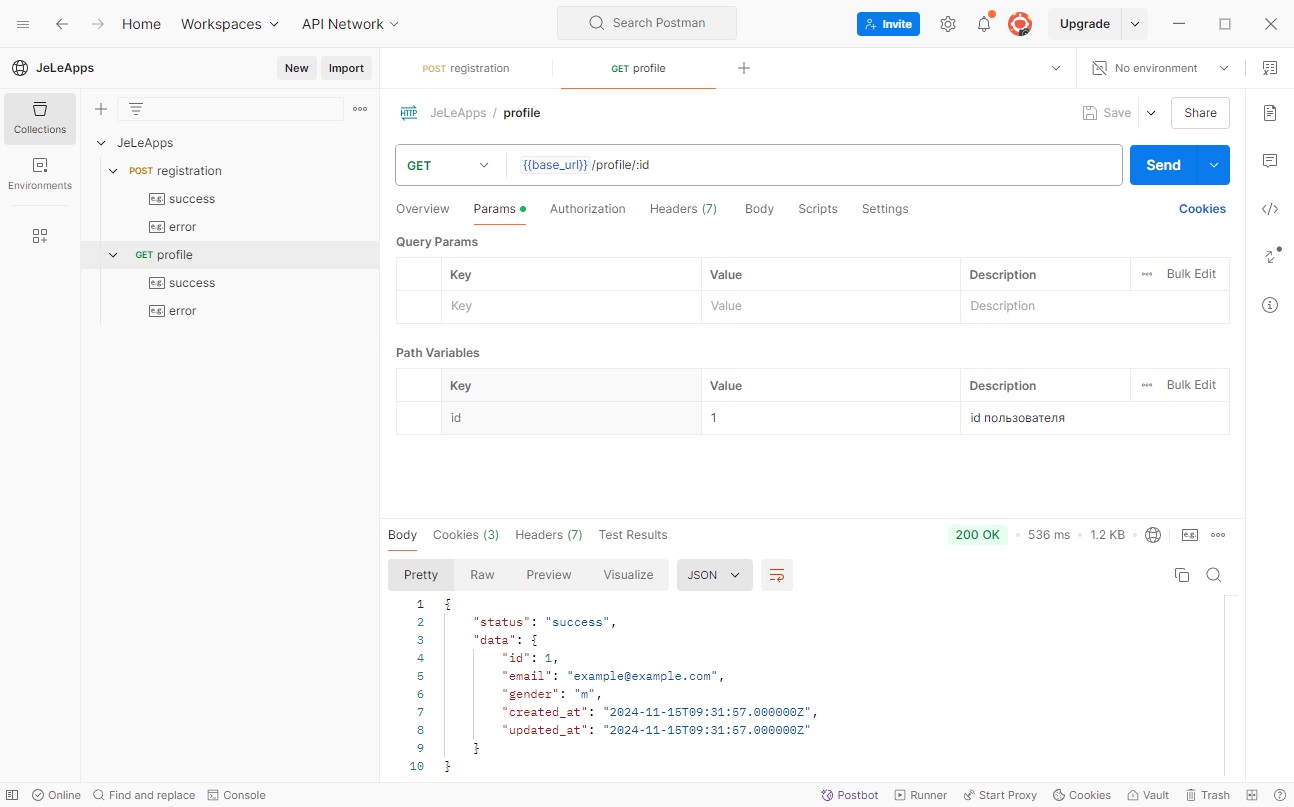 Home Workspaces API Network Search Postman Invite Upgrade
JeLeApps New Import POST registration GET profile No environment
Collections
Environments
JeLeApps
POST registration
e.g. success
e.g. error
GET profile
e.g. success
e.g. error
HTTP JeLeApps / profile Save Share
GET {{base_url}}/profile/:id Send
Overview Params Authorization Headers (7) Body Scripts Settings Cookies
Query Params
Key Value Description Bulk Edit
Key Value Description
Path Variables
Key Value Description Bulk Edit
id 1 id пользователя
Body Cookies (3) Headers (7) Test Results 200 OK 536 ms 1.2 KB e.g.
Pretty Raw Preview Visualize JSON
1 {
2 "status": "success",
3 "data": {
4 "id": 1,
5 "email": "example@example.com",
6 "gender": "m",
7 "created_at": "2024-11-15T09:31:57.000000Z",
8 "updated_at": "2024-11-15T09:31:57.000000Z"
9 }
10 }
Online Find and replace Console Postbot Runner Start Proxy Cookies Vault Trash